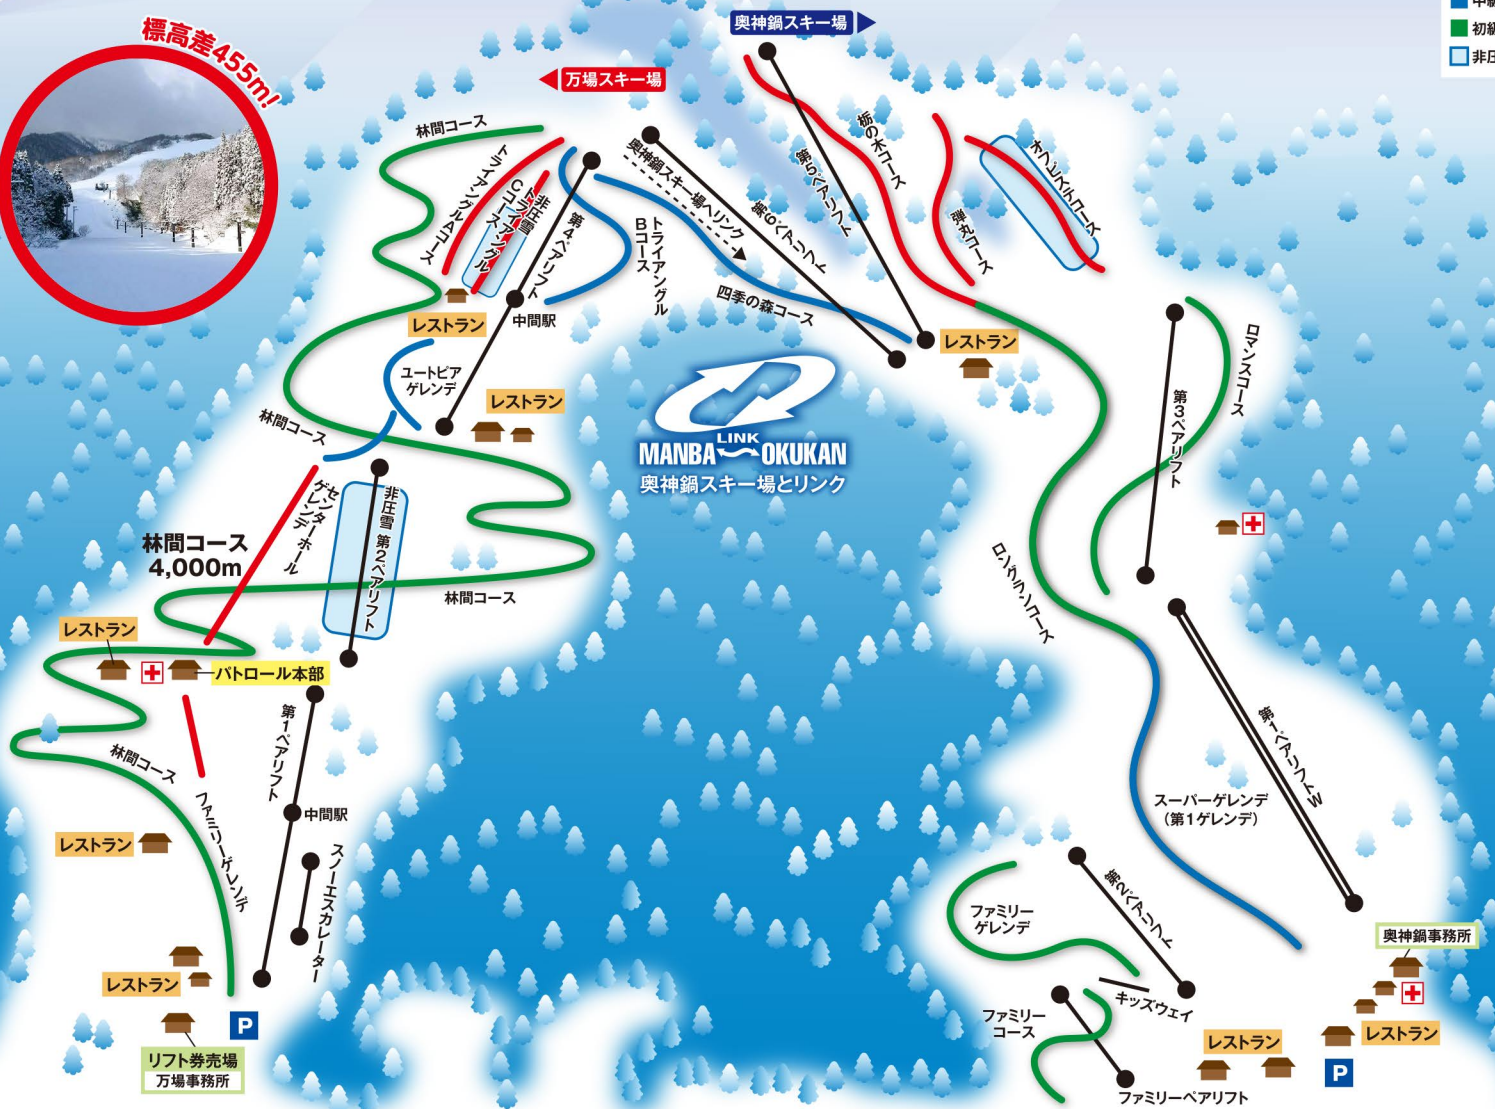 標高差455m!
奥神鍋スキー場
万場スキー場
中
初
非圧
林間コース
トライアングルAコース
非圧雪
トライアングル
Cコース
第4ペアリフト
トライアングル
Bコース
奥神鍋スキー場へリンク
第6ペアリフト
第5ペアリフト
栃の木コース
弾丸コース
オフピステコース
四季の森コース
レストラン
中間駅
ユートピア
ゲレンデ
レストラン
レストラン
林間コース
LINK
MANBA OKUKAN
奥神鍋スキー場とリンク
ロマンスコース
第3ペアリフト
センターホール
ゲレンデ
非圧雪
第2ペアリフト
林間コース
4,000m
林間コース
ロングランコース
レストラン
パトロール本部
第1ペアリフト
林間コース
中間駅
ファミリーゲレンデ
レストラン
スノーエスカレーター
第1ペアリフトW
スーパーゲレンデ
(第1ゲレンデ)
第2ペアリフト
ファミリー
ゲレンデ
奥神鍋事務所
レストラン
キッズウェイ
ファミリー
コース
P
レストラン
レストラン
リフト券売場
万場事務所
P
ファミリーペアリフト